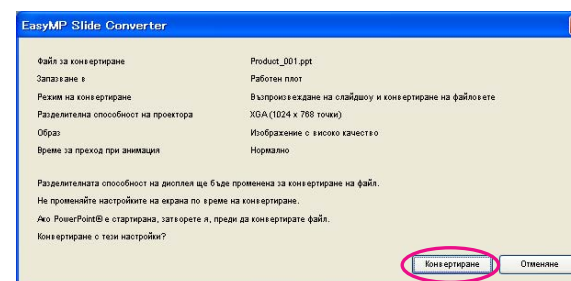 EasyMP Slide Converter
Файл за конвертиране Product_001.ppt
Запазване в Работен плот
Режим на конвертиране Възпроизвеждане на слайдшоу и конвертиране на файловете
Разделителна способност на проектора XGA(1024 x 768 точки)
Образ Изображение с високо качество
Време за преход при анимация Нормално
Разделителната способност на дисплея ще бъде променена за конвертиране на файл.
Не променяйте настройките на екрана по време на конвертиране.
Ако PowerPoint® е стартирана, затворете я, преди да конвертирате файл.
Конвертиране с тези настройки?
Конвертиране Отменяне